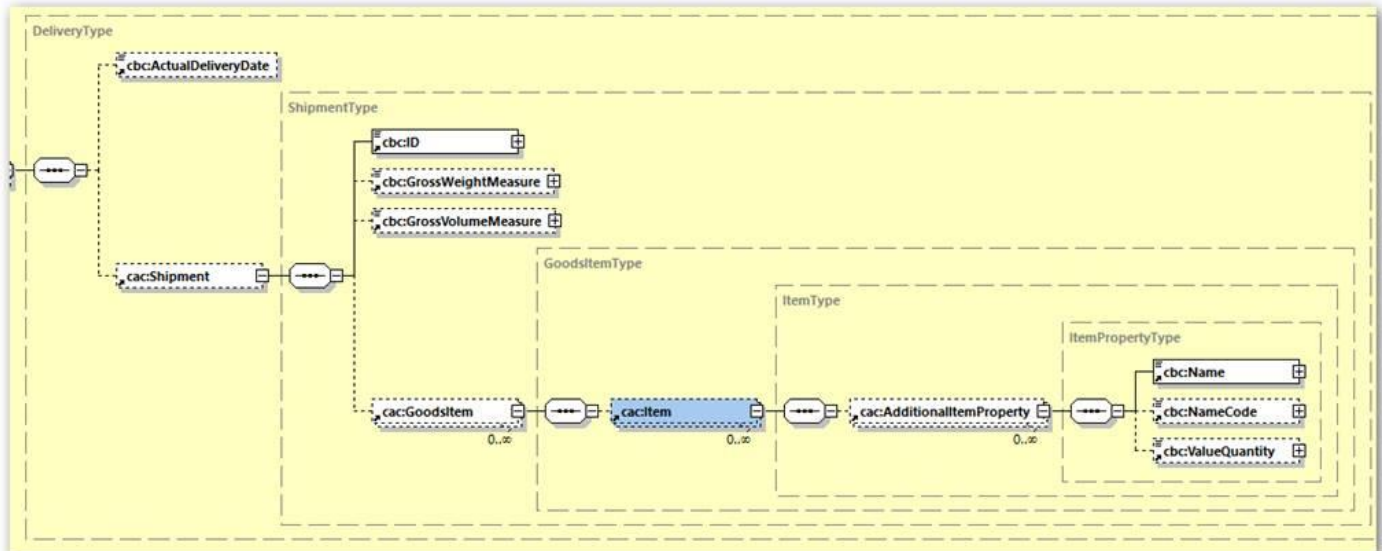 DeliveryType
cbc:ActualDeliveryDate
ShipmentType
cbc:ID
cbc:GrossWeightMeasure
cbc:GrossVolumeMeasure
cac:Shipment
GoodsItemType
ItemType
ItemPropertyType
cbc:Name
cac:GoodsItem
cac:Item
cac:AdditionalItemProperty
cbc:NameCode
0..∞
0..∞
0..∞
cbc:ValueQuantity